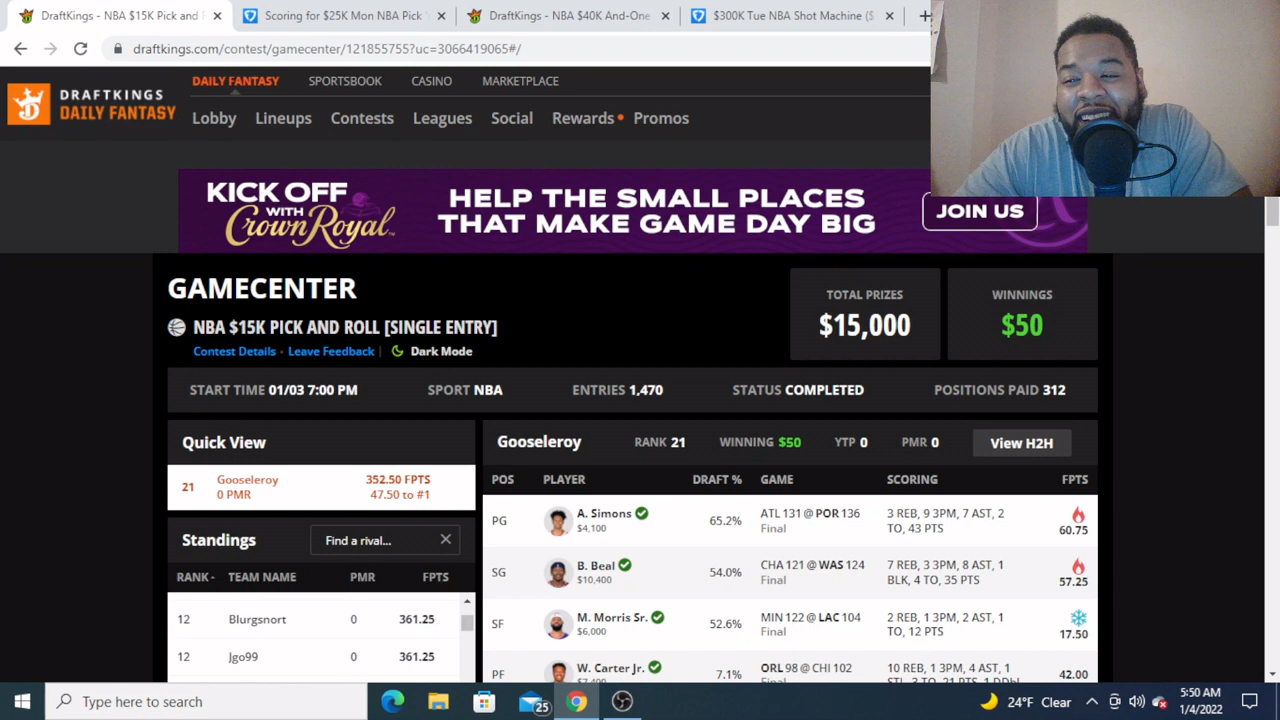 DraftKings - NBA $15K Pick and R
Scoring for $25K Mon NBA Pick '
DraftKings - NBA $40K And-One
$300K Tue NBA Shot Machine ($
draftkings.com/contest/gamecenter/121855755?uc=3066419065#/
DRAFTKINGS
DAILY FANTASY
DAILY FANTASY SPORTSBOOK CASINO MARKETPLACE
Lobby Lineups Contests Leagues Social Rewards Promos
KICK OFF
WITH
Crown Royal
HELP THE SMALL PLACES
THAT MAKE GAME DAY BIG
JOIN US
GAMECENTER
NBA $15K PICK AND ROLL [SINGLE ENTRY]
Contest Details • Leave Feedback | Dark Mode
TOTAL PRIZES
$15,000
WINNINGS
$50
START TIME 01/03 7:00 PM SPORT NBA ENTRIES 1,470 STATUS COMPLETED POSITIONS PAID 312
Quick View
21 Gooseleroy 352.50 FPTS
0 PMR 47.50 to #1
Standings Find a rival...
RANK TEAM NAME PMR FPTS
12 Blurgsnort 0 361.25
12 Jgo99 0 361.25
Gooseleroy RANK 21 WINNING $50 YTP 0 PMR 0 View H2H
POS PLAYER DRAFT % GAME SCORING FPTS
PG A. Simons $4,100 65.2% ATL 131 @ POR 136 Final 3 REB, 9 3PM, 7 AST, 2 TO, 43 PTS 60.75
SG B. Beal $10,400 54.0% CHA 121 @ WAS 124 Final 7 REB, 3 3PM, 8 AST, 1 BLK, 4 TO, 35 PTS 57.25
SF M. Morris Sr. $6,000 52.6% MIN 122 @ LAC 104 Final 2 REB, 1 3PM, 2 AST, 1 TO, 12 PTS 17.50
PF W. Carter Jr. 7.1% ORL 98 @ CHI 102 10 REB, 1 3PM, 4 AST, 1 42.00
Type here to search
25
24°F Clear
5:50 AM
1/4/2022